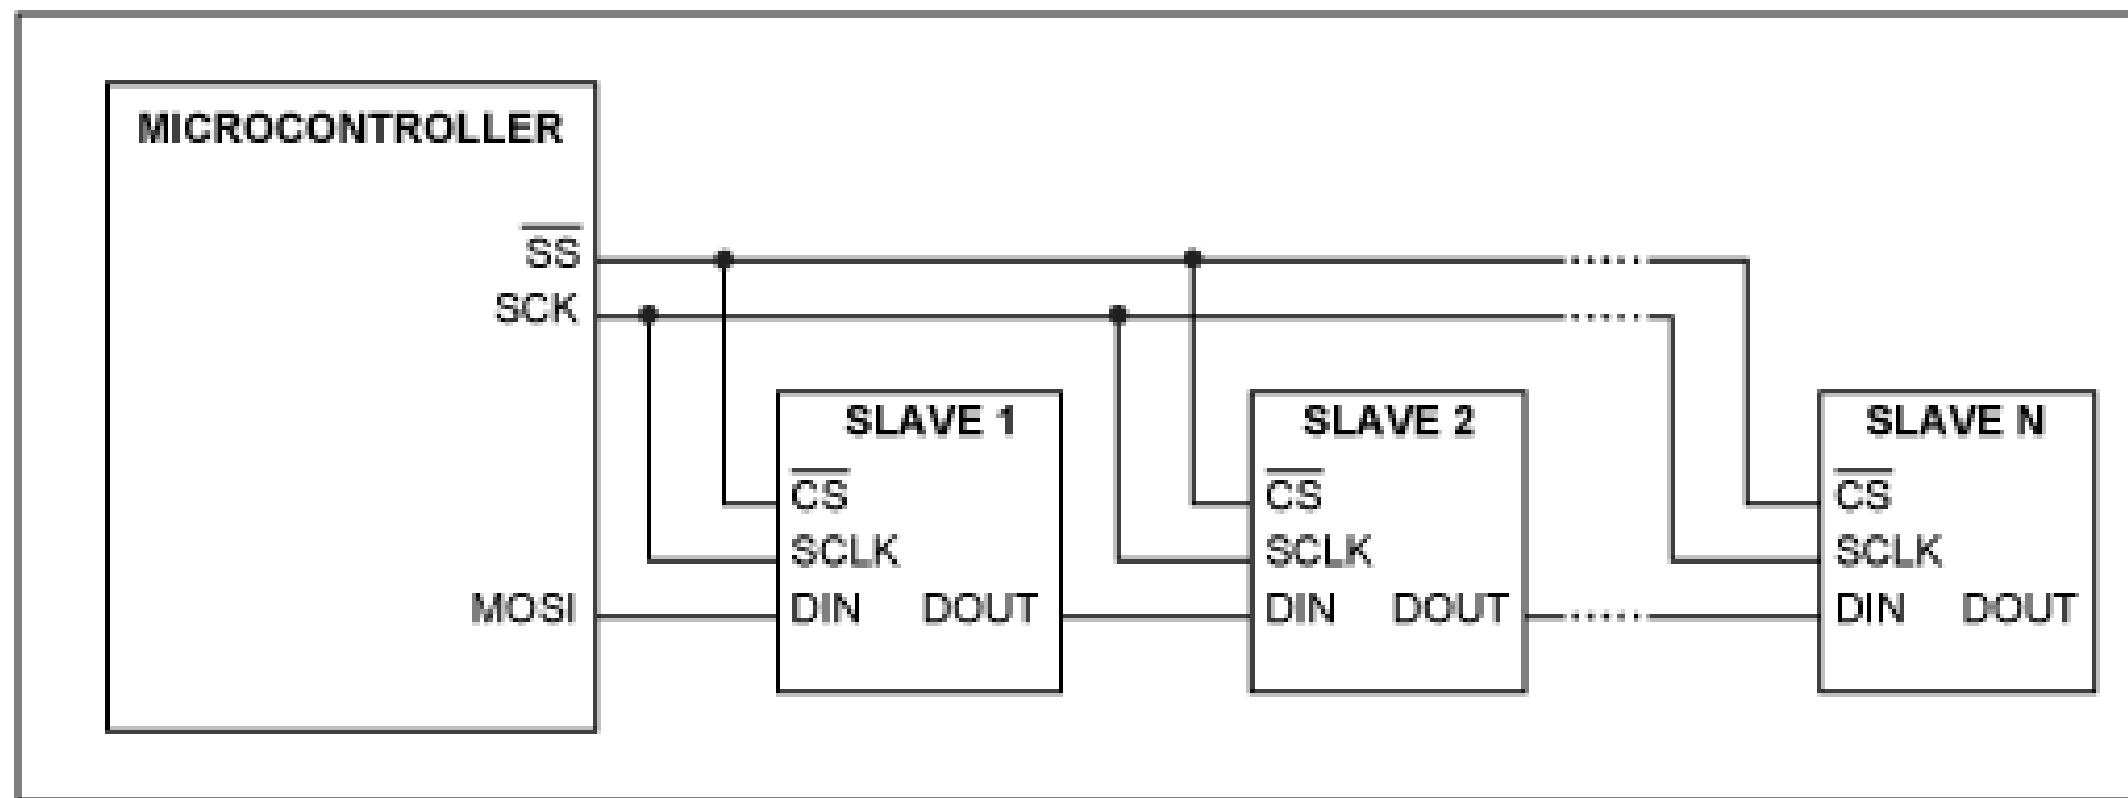 MICROCONTROLLER
SS
SCK
MOSI
SLAVE 1
CS
SCLK
DIN DOUT
SLAVE 2
CS
SCLK
DIN DOUT
SLAVE N
CS
SCLK
DIN DOUT